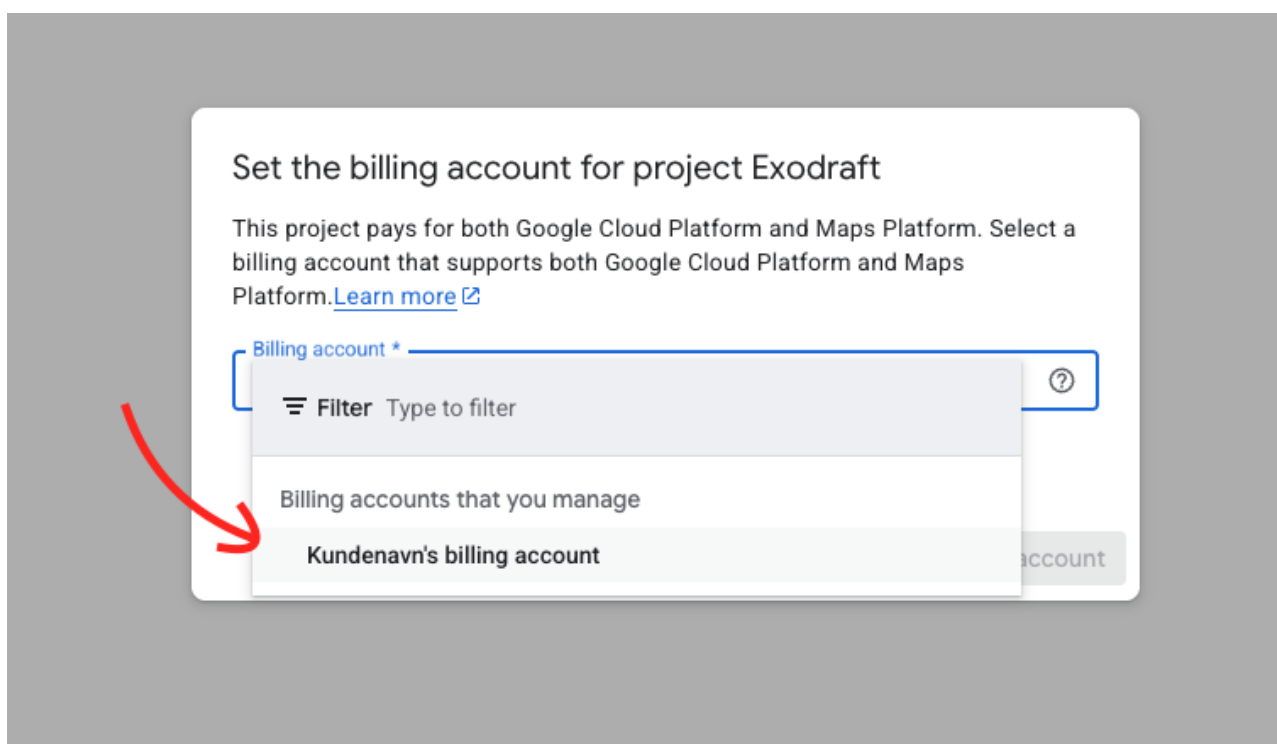 Set the billing account for project Exodraft
This project pays for both Google Cloud Platform and Maps Platform. Select a
billing account that supports both Google Cloud Platform and Maps
Platform.Learn more
Billing account *
Filter Type to filter
Billing accounts that you manage
Kundenavn's billing account
account